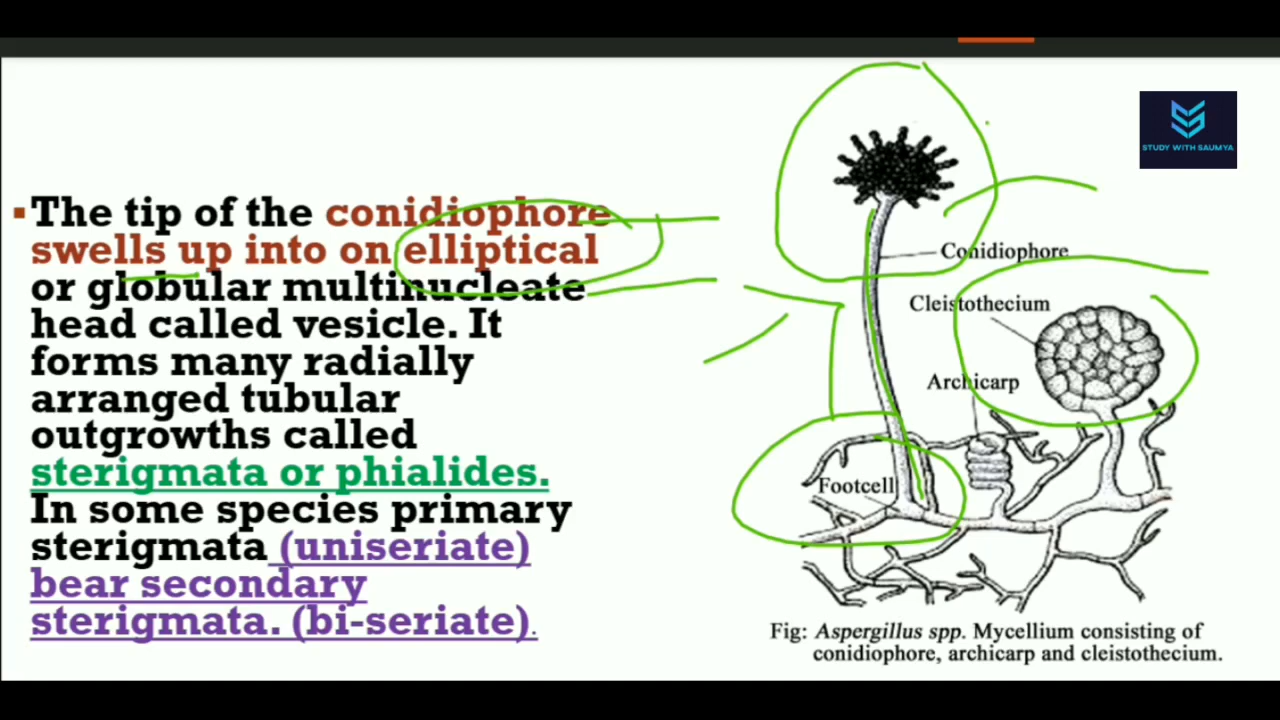 STUDY WITH SAUMYA
The tip of the conidiophore
swells up into on elliptical
or globular multinucleate
head called vesicle. It
forms many radially
arranged tubular
outgrowths called
sterigmata or phialides.
In some species primary
sterigmata (uniseriate)
bear secondary
sterigmata. (bi-seriate).
Conidiophore
Cleistothecium
Archicarp
Footcell
Fig: Aspergillus spp. Mycellium consisting of
conidiophore, archicarp and cleistothecium.